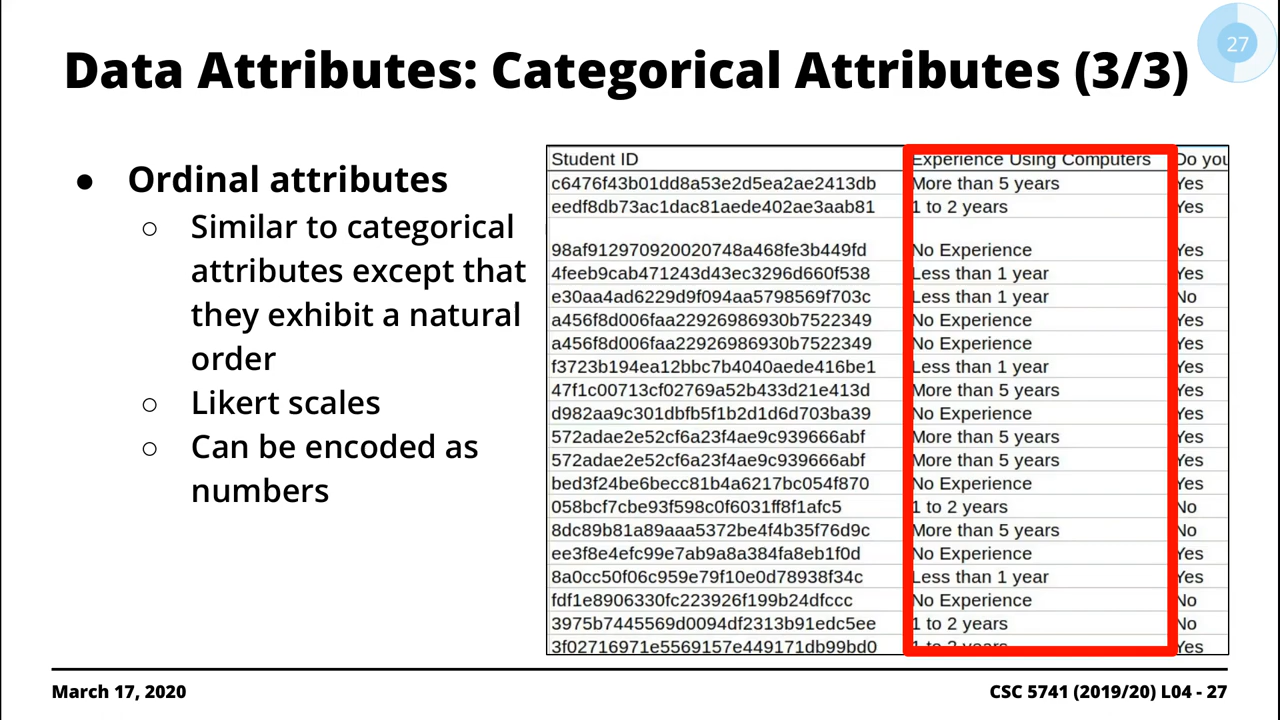 27
Data Attributes: Categorical Attributes (3/3)
● Ordinal attributes
○ Similar to categorical
attributes except that
they exhibit a natural
order
○ Likert scales
○ Can be encoded as
numbers
Student ID Experience Using Computers Do you
c6476f43b01dd8a53e2d5ea2ae2413db More than 5 years Yes
eedf8db73ac1dac81aede402ae3aab81 1 to 2 years Yes
98af912970920020748a468fe3b449fd No Experience Yes
4feeb9cab471243d43ec3296d660f538 Less than 1 year Yes
e30aa4ad6229d9f094aa5798569f703c Less than 1 year No
a456f8d006faa22926986930b7522349 No Experience Yes
a456f8d006faa22926986930b7522349 No Experience Yes
f3723b194ea12bbc7b4040aede416be1 Less than 1 year Yes
47f1c00713cf02769a52b433d21e413d More than 5 years Yes
d982aa9c301dbfb5f1b2d1d6d703ba39 No Experience Yes
572adae2e52cf6a23f4ae9c939666abf More than 5 years Yes
572adae2e52cf6a23f4ae9c939666abf More than 5 years Yes
bed3f24be6becc81b4a6217bc054f870 No Experience Yes
058bcf7cbe93f598c0f6031ff8f1afc5 1 to 2 years No
8dc89b81a89aaa5372be4f4b35f76d9c More than 5 years No
ee3f8e4efc99e7ab9a8a384fa8eb1f0d No Experience Yes
8a0cc50f06c959e79f10e0d78938f34c Less than 1 year Yes
fdf1e8906330fc223926f199b24dfccc No Experience No
3975b7445569d0094df2313b91edc5ee 1 to 2 years No
3f02716971e5569157e449171db99bd0 1 to 2 years Yes
March 17, 2020
CSC 5741 (2019/20) L04 - 27